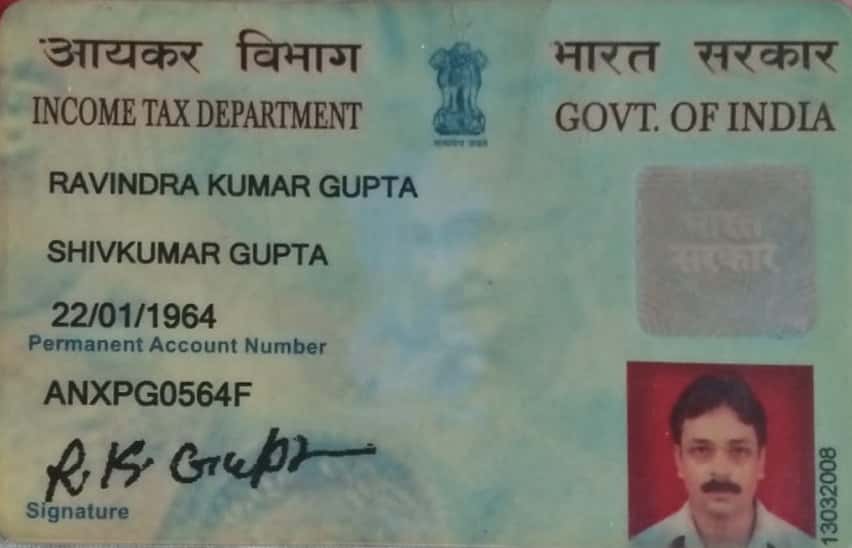 आयकर विभाग
INCOME TAX DEPARTMENT
भारत सरकार
GOVT. OF INDIA
सत्यमेव जयते
RAVINDRA KUMAR GUPTA
SHIVKUMAR GUPTA
22/01/1964
Permanent Account Number
ANXPG0564F
R. K. Gupta
Signature
भारत
सरकार
13032008